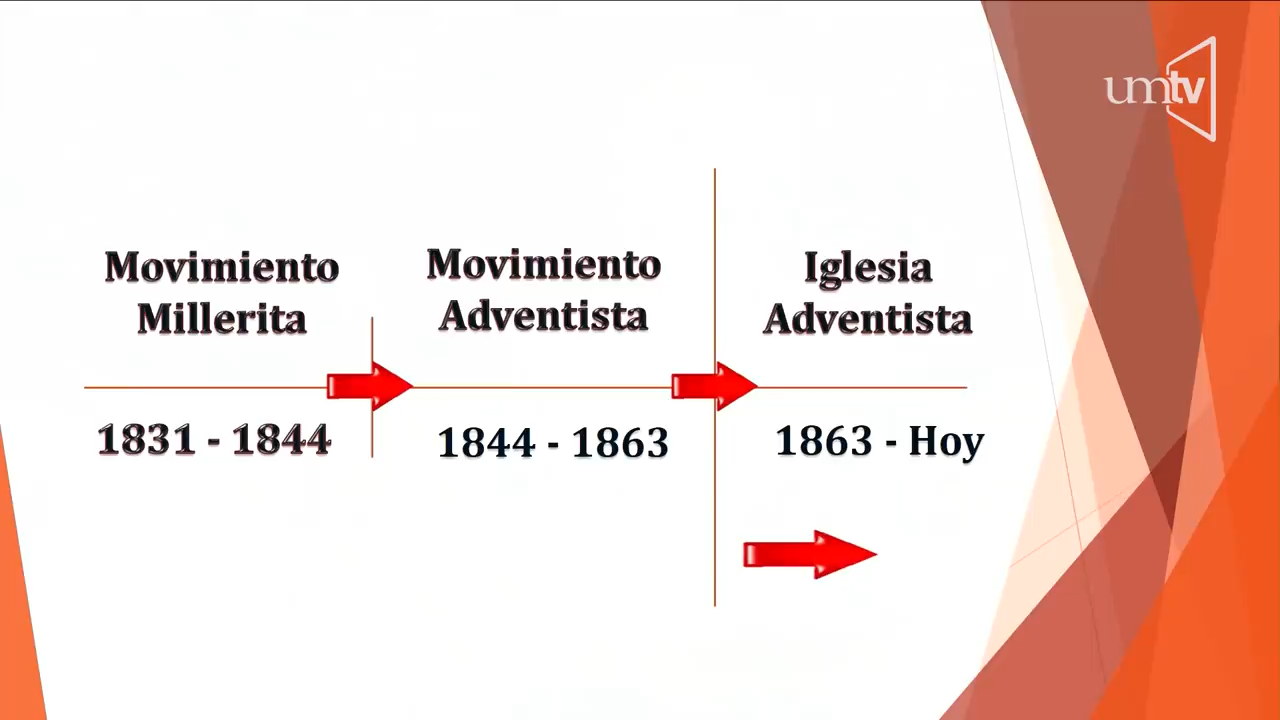 umtv
Movimiento
Millerita
Movimiento
Adventista
Iglesia
Adventista
1831 - 1844
1844 - 1863
1863 - Hoy